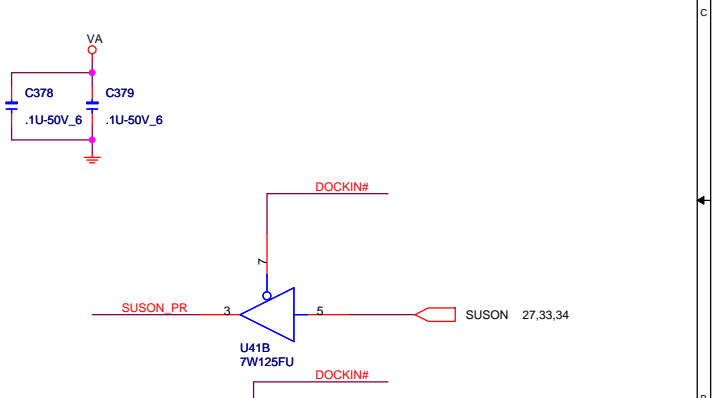 C
VA
C378
C379
.1U-50V_6
.1U-50V_6
DOCKIN#
7
SUSON_PR
3
5
SUSON 27,33,34
U41B
7W125FU
DOCKIN#